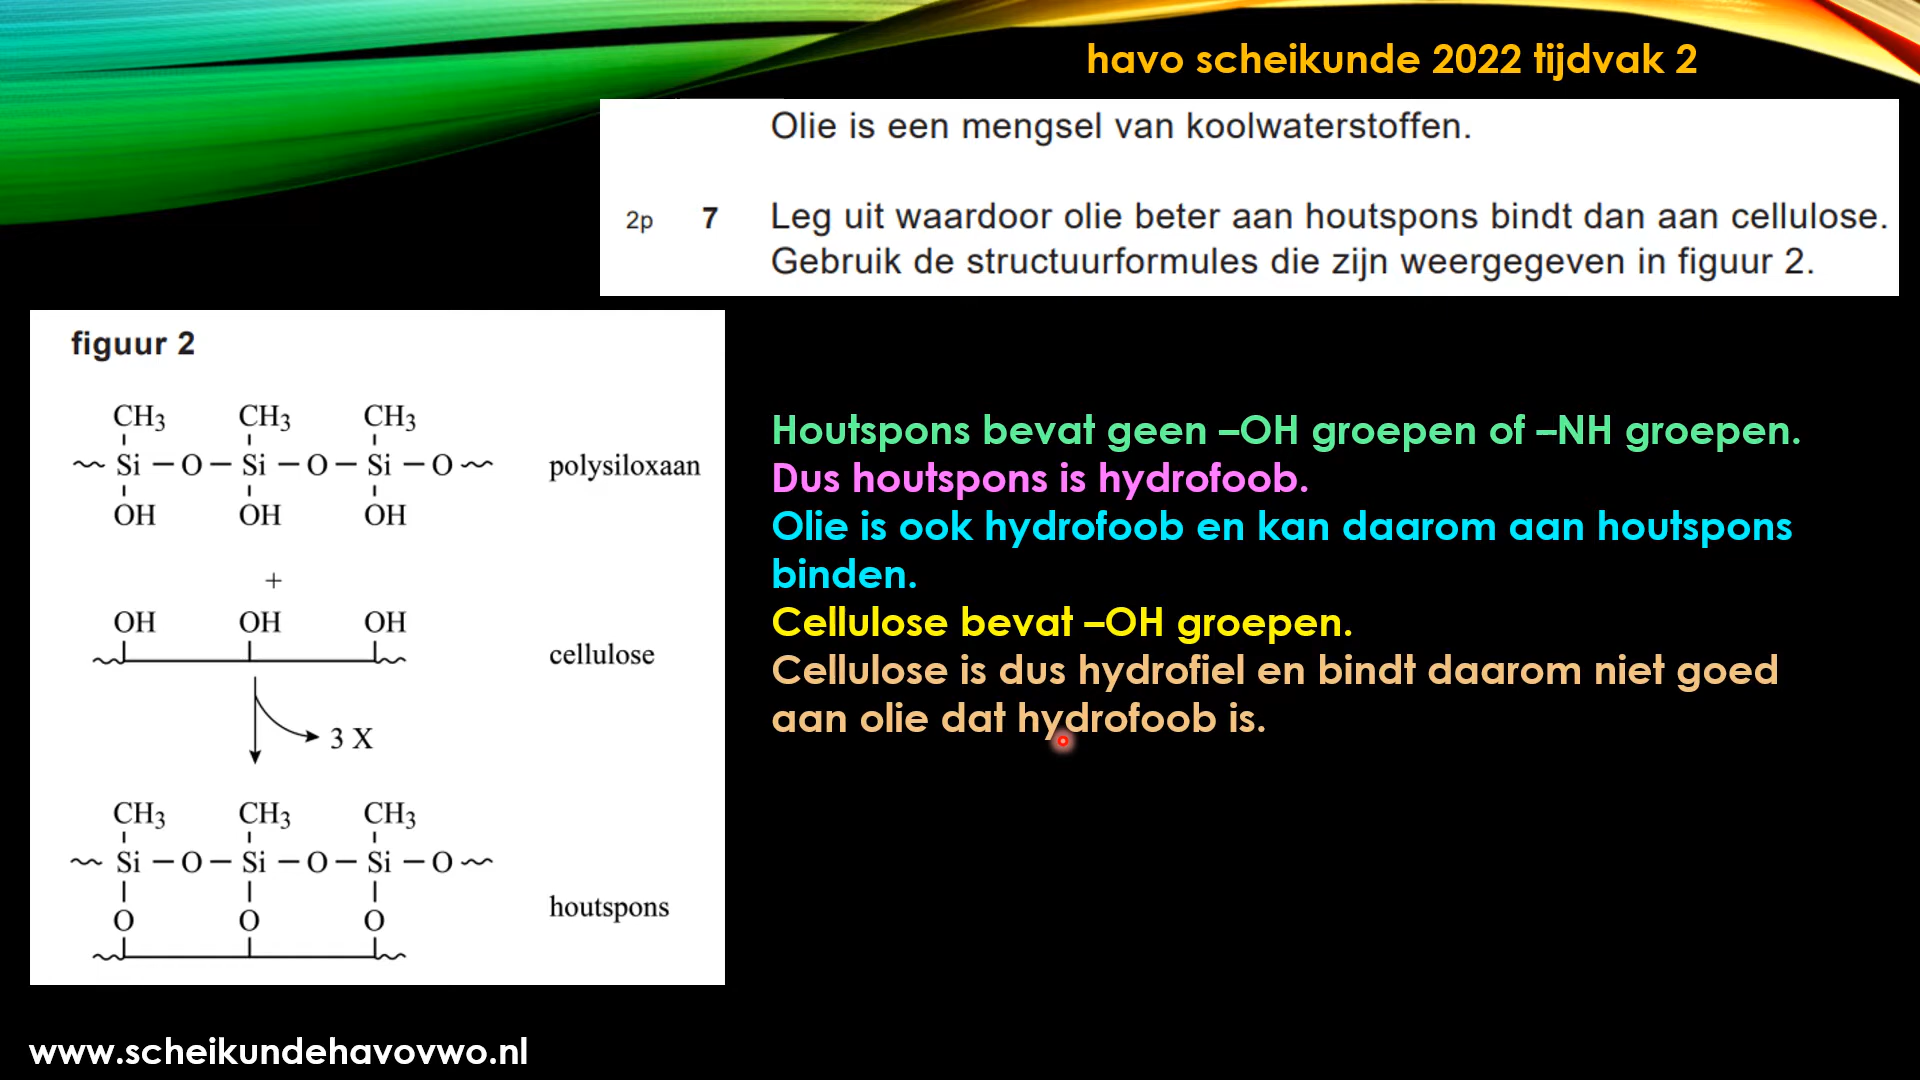 havo scheikunde 2022 tijdvak 2
Olie is een mengsel van koolwaterstoffen.
2p 7 Leg uit waardoor olie beter aan houtspons bindt dan aan cellulose.
Gebruik de structuurformules die zijn weergegeven in figuur 2.
figuur 2
CH3 CH3 CH3
Si — O — Si — O — Si — O polysiloxaan
OH OH OH
+
OH OH OH
cellulose
3 X
CH3 CH3 CH3
Si — O — Si — O — Si — O
O O O houtspons
Houtspons bevat geen –OH groepen of –NH groepen.
Dus houtspons is hydrofoob.
Olie is ook hydrofoob en kan daarom aan houtspons
binden.
Cellulose bevat –OH groepen.
Cellulose is dus hydrofiel en bindt daarom niet goed
aan olie dat hydrofoob is.
www.scheikundehavovwo.nl